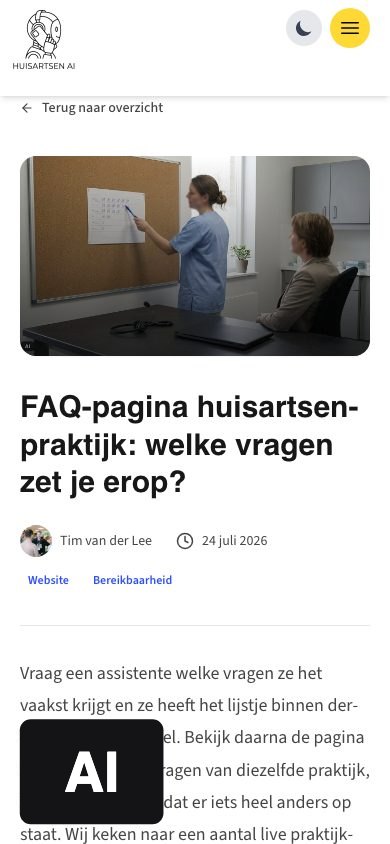 HUISARTSEN AI
Terug naar overzicht
AI
FAQ-pagina huisartsen-
praktijk: welke vragen
zet je erop?
Tim van der Lee
24 juli 2026
Website
Bereikbaarheid
Vraag een assistente welke vragen ze het
vaakst krijgt en ze heeft het lijstje binnen der-
el. Bekijk daarna de pagina
ragen van diezelfde praktijk,
dat er iets heel anders op
staat. Wij keken naar een aantal live praktijk-
AI